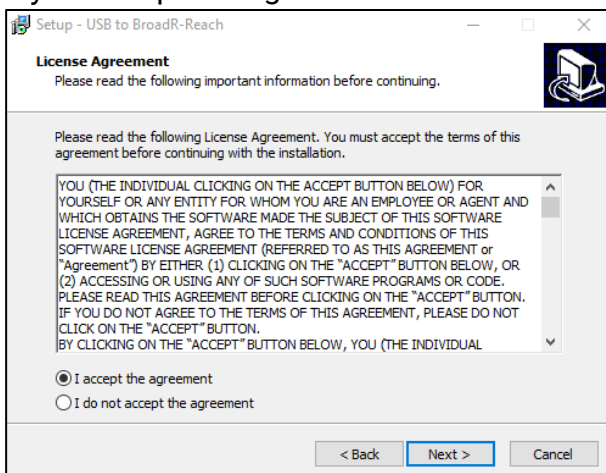 Setup - USB to BroadR-Reach
License Agreement
Please read the following important information before continuing.
Please read the following License Agreement. You must accept the terms of this
agreement before continuing with the installation.
YOU (THE INDIVIDUAL CLICKING ON THE ACCEPT BUTTON BELOW) FOR
YOURSELF OR ANY ENTITY FOR WHOM YOU ARE AN EMPLOYEE OR AGENT AND
WHICH OBTAINS THE SOFTWARE MADE THE SUBJECT OF THIS SOFTWARE
LICENSE AGREEMENT, AGREE TO THE TERMS AND CONDITIONS OF THIS
SOFTWARE LICENSE AGREEMENT (REFERRED TO AS THIS AGREEMENT or
"Agreement") BY EITHER (1) CLICKING ON THE "ACCEPT" BUTTON BELOW, OR
(2) ACCESSING OR USING ANY OF SUCH SOFTWARE PROGRAMS OR CODE.
PLEASE READ THIS AGREEMENT BEFORE CLICKING ON THE "ACCEPT" BUTTON.
IF YOU DO NOT AGREE TO THE TERMS OF THIS AGREEMENT, PLEASE DO NOT
CLICK ON THE "ACCEPT" BUTTON.
BY CLICKING ON THE "ACCEPT" BUTTON BELOW, YOU (THE INDIVIDUAL
I accept the agreement
I do not accept the agreement
< Back Next > Cancel